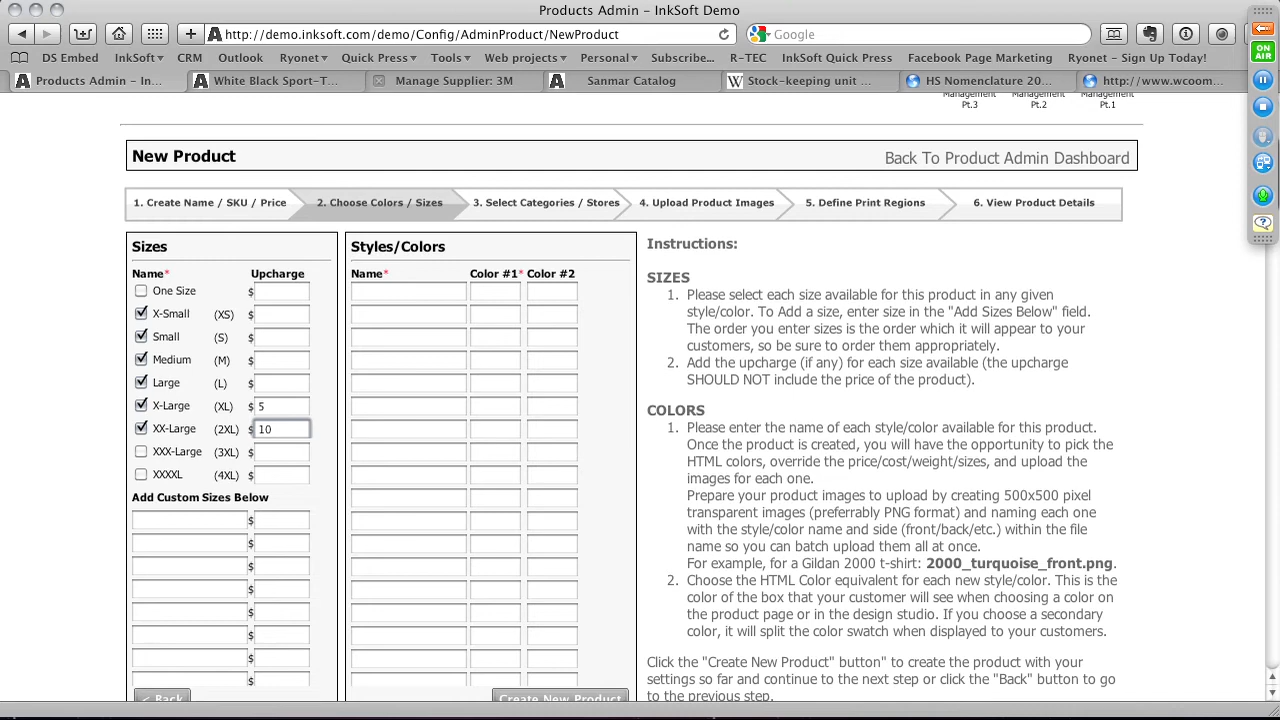 Products Admin - InkSoft Demo
http://demo.inksoft.com/demo/Config/AdminProduct/NewProduct
Google
DS Embed InkSoft CRM Outlook Ryonet Quick Press Tools Web projects Personal Subscribe... R-TEC InkSoft Quick Press Facebook Page Marketing Ryonet - Sign Up Today!
Products Admin - In... White Black Sport-T... Manage Supplier: 3M Sanmar Catalog Stock-keeping unit ... HS Nomenclature 20... http://www.wcoom...
ON AIR
Management Management Management
Pt.3 Pt.2 Pt.1
New Product
Back To Product Admin Dashboard
1. Create Name / SKU / Price 2. Choose Colors / Sizes 3. Select Categories / Stores 4. Upload Product Images 5. Define Print Regions 6. View Product Details
Sizes
Name* Upcharge
One Size $
X-Small (XS) $
Small (S) $
Medium (M) $
Large (L) $
X-Large (XL) $ 5
XX-Large (2XL) $ 10
XXX-Large (3XL) $
XXXXL (4XL) $
Add Custom Sizes Below
$
$
$
$
$
$
$
$
< Back
Styles/Colors
Name* Color #1* Color #2
Create New Product
Instructions:
SIZES
1. Please select each size available for this product in any given
style/color. To Add a size, enter size in the "Add Sizes Below" field.
The order you enter sizes is the order which it will appear to your
customers, so be sure to order them appropriately.
2. Add the upcharge (if any) for each size available (the upcharge
SHOULD NOT include the price of the product).
COLORS
1. Please enter the name of each style/color available for this product.
Once the product is created, you will have the opportunity to pick the
HTML colors, override the price/cost/weight/sizes, and upload the
images for each one.
Prepare your product images to upload by creating 500x500 pixel
transparent images (preferrably PNG format) and naming each one
with the style/color name and side (front/back/etc.) within the file
name so you can batch upload them all at once.
For example, for a Gildan 2000 t-shirt: 2000_turquoise_front.png.
2. Choose the HTML Color equivalent for each new style/color. This is the
color of the box that your customer will see when choosing a color on
the product page or in the design studio. If you choose a secondary
color, it will split the color swatch when displayed to your customers.
Click the "Create New Product" button" to create the product with your
settings so far and continue to the next step or click the "Back" button to go
to the previous step.